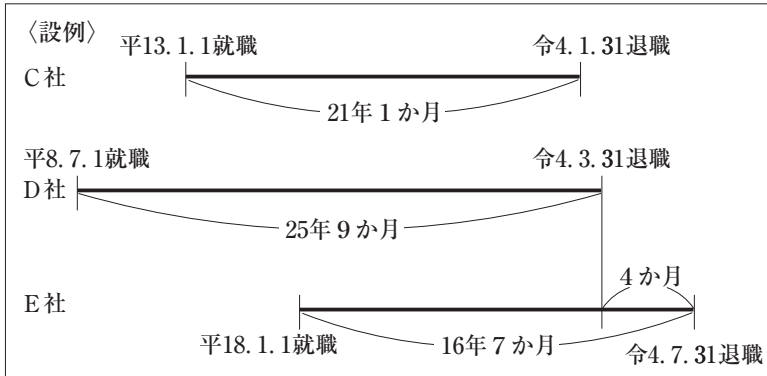 〈設例〉
平13.1.1就職 令4.1.31退職
C社
21年1か月
平8.7.1就職 令4.3.31退職
D社
25年9か月
4か月
E社
平18.1.1就職 16年7か月 令4.7.31退職